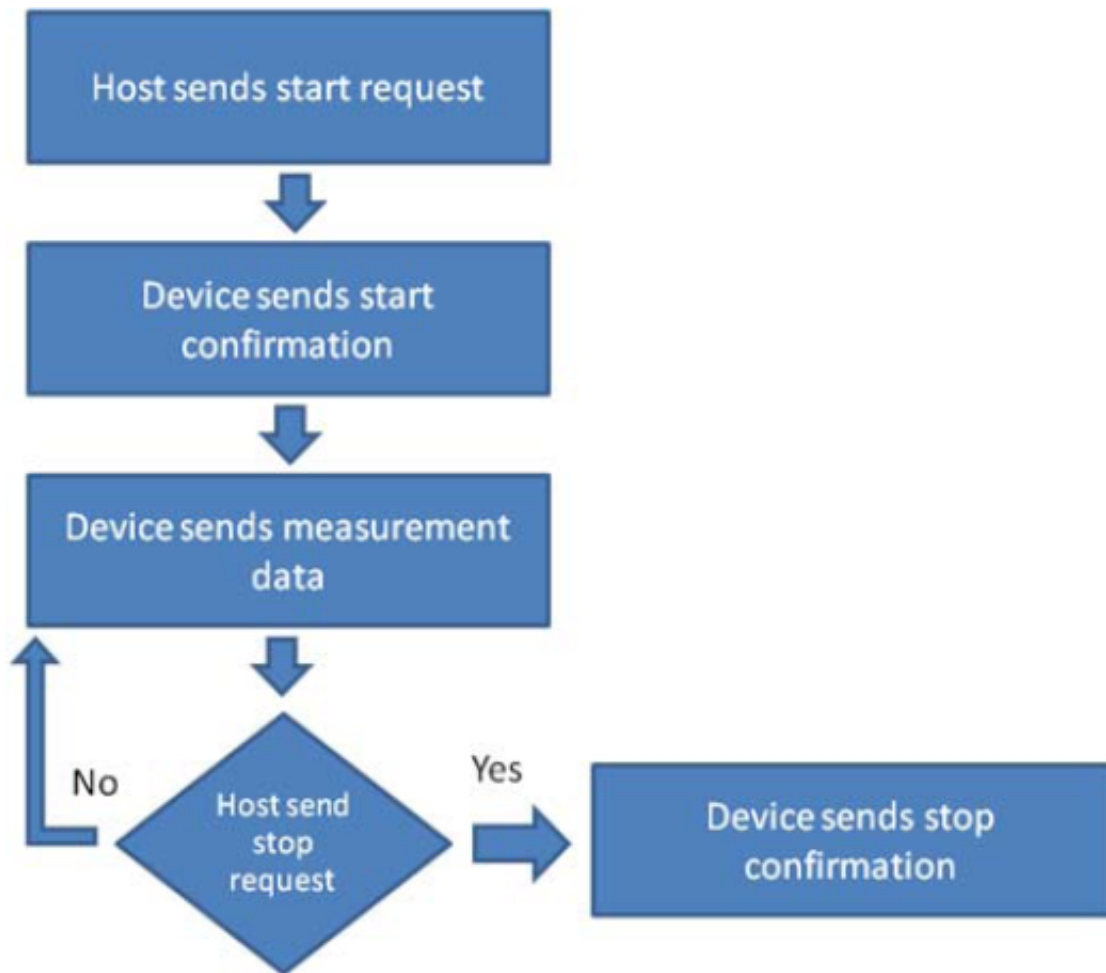 Host sends start request
Device sends start
confirmation
Device sends measurement
data
No
Yes
Host send
stop
request
Device sends stop
confirmation